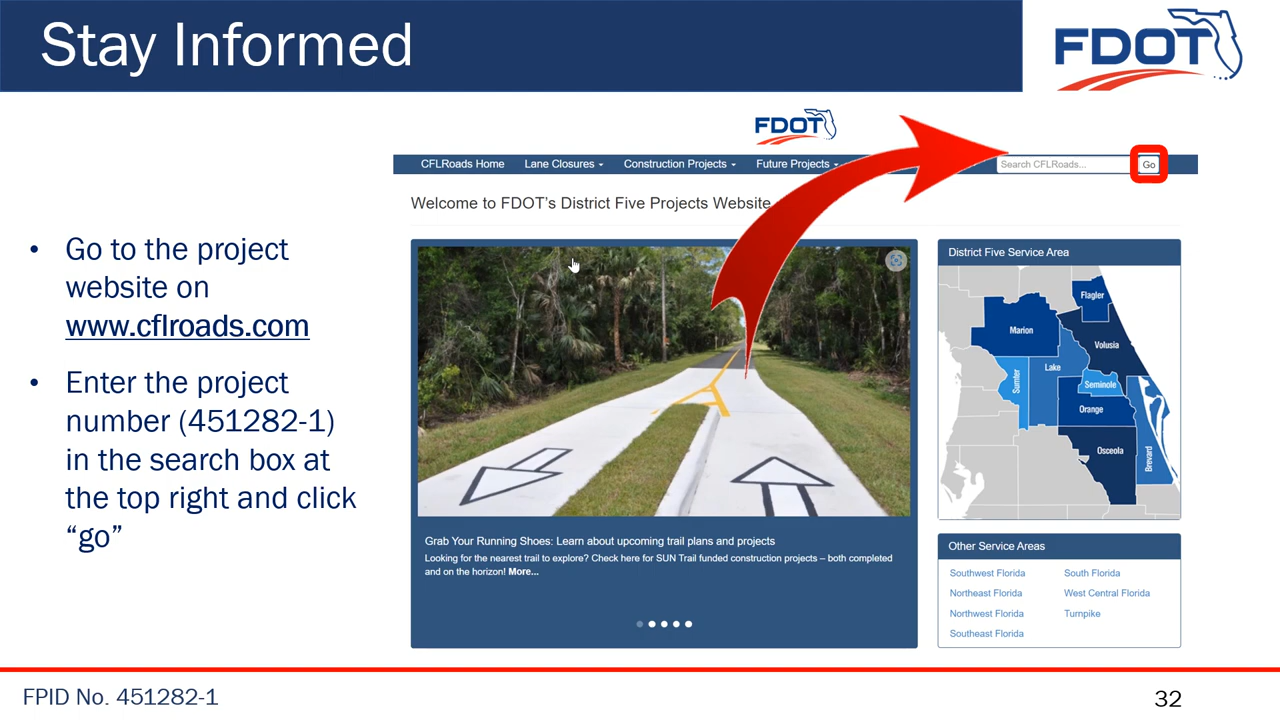 Stay Informed
FDOT
• Go to the project
website on
www.cflroads.com
• Enter the project
number (451282-1)
in the search box at
the top right and click
“go”
FDOT
CFLRoads Home Lane Closures Construction Projects Future Projects
Search CFLRoads... Go
Welcome to FDOT’s District Five Projects Website
Grab Your Running Shoes: Learn about upcoming trail plans and projects
Looking for the nearest trail to explore? Check here for SUN Trail funded construction projects – both completed
and on the horizon! More...
District Five Service Area
Flagler
Marion
Volusia
Sumter
Lake
Seminole
Orange
Osceola
Brevard
Other Service Areas
Southwest Florida South Florida
Northeast Florida West Central Florida
Northwest Florida Turnpike
Southeast Florida
FPID No. 451282-1
32